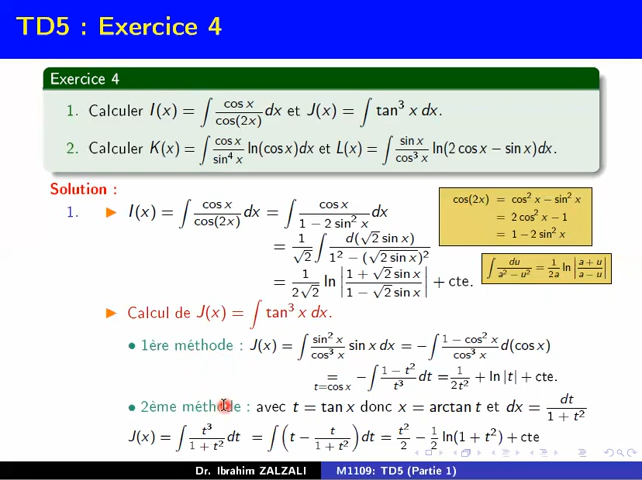 TD5 : Exercice 4
Exercice 4
1. Calculer I(x) = ∫ cos x / cos(2x) dx et J(x) = ∫ tan³ x dx.
2. Calculer K(x) = ∫ cos x / sin⁴ x ln(cos x)dx et L(x) = ∫ sin x / cos³ x ln(2 cos x − sin x)dx.
Solution :
1. ▶ I(x) = ∫ cos x / cos(2x) dx = ∫ cos x / (1 − 2 sin² x) dx
= 1/√2 ∫ d(√2 sin x) / (1² − (√2 sin x)²)
= 1/(2√2) ln |(1 + √2 sin x) / (1 − √2 sin x)| + cte.
cos(2x) = cos² x − sin² x
= 2 cos² x − 1
= 1 − 2 sin² x
∫ du / (a² − u²) = 1/(2a) ln |(a + u) / (a − u)|
▶ Calcul de J(x) = ∫ tan³ x dx.
• 1ère méthode : J(x) = ∫ sin² x / cos³ x sin x dx = − ∫ (1 − cos² x) / cos³ x d(cos x)
= t=cos x − ∫ (1 − t²) / t³ dt = 1/(2t²) + ln |t| + cte.
• 2ème méthode : avec t = tan x donc x = arctan t et dx = dt / (1 + t²)
J(x) = ∫ t³ / (1 + t²) dt = ∫ (t − t / (1 + t²)) dt = t²/2 − 1/2 ln(1 + t²) + cte
Dr. Ibrahim ZALZALI M1109: TD5 (Partie 1)